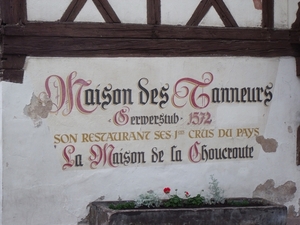 Maison des Tanneurs
Gerwerstub - 1572
SON RESTAURANT SES 1ers CRUS DU PAYS
La Maison de la Choucroute